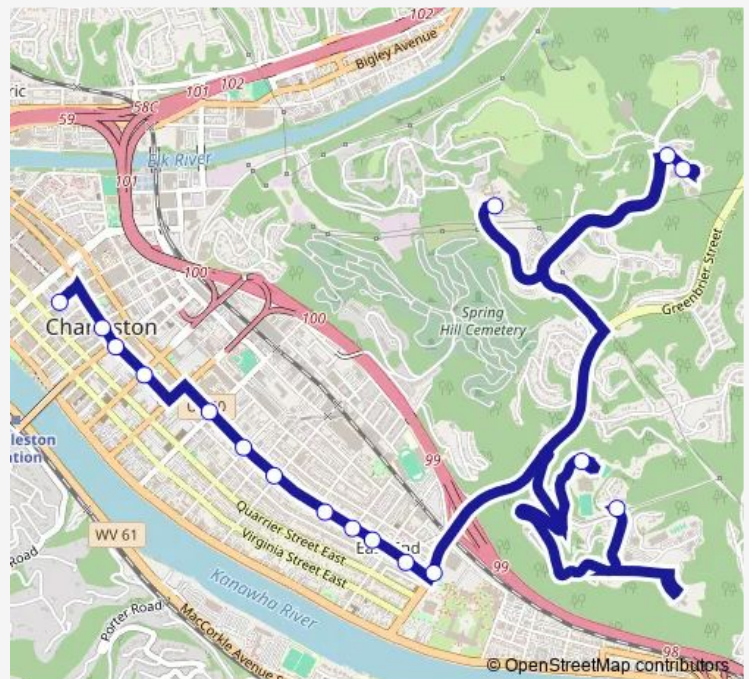 102
101
102
Bigley Avenue
ric
59
58C
Elk River
101
100
100
Spring
Hill Cemetery
Greenbrier Street
Charleston
leston
ation
99
Quarrier Street East
Virginia Street East
WV 61
East End
99
Road
Kanawha River
Porter Road
MacCorkle Avenue S
98
© OpenStreetMap contributors